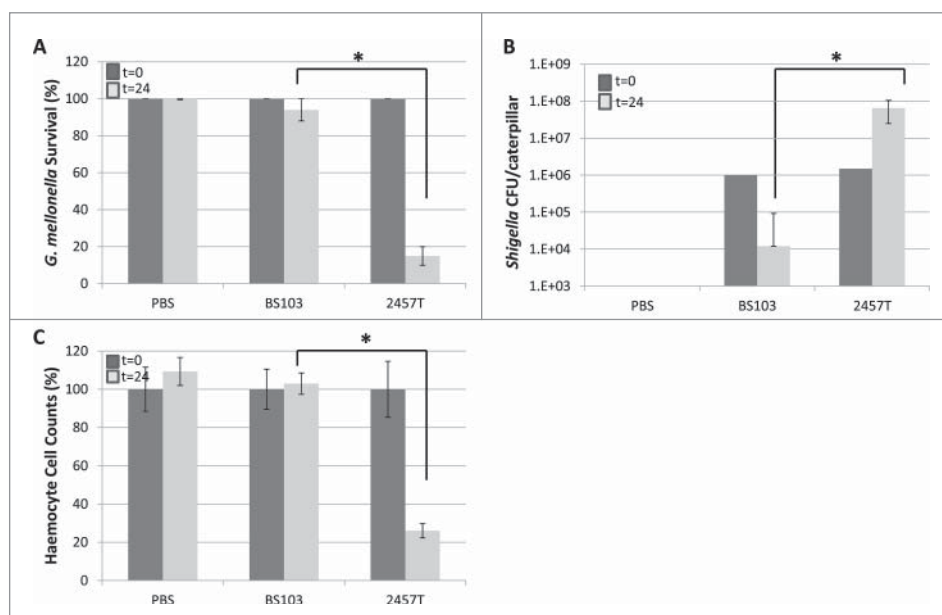 A
G. mellonella Survival (%)
120
100
80
60
40
20
0
t=0
t=24
*
PBS
BS103
2457T
B
Shigella CFU/caterpillar
1.E+09
1.E+08
1.E+07
1.E+06
1.E+05
1.E+04
1.E+03
t=0
t=24
*
PBS
BS103
2457T
C
Haemocyte Cell Counts (%)
120
100
80
60
40
20
0
t=0
t=24
*
PBS
BS103
2457T